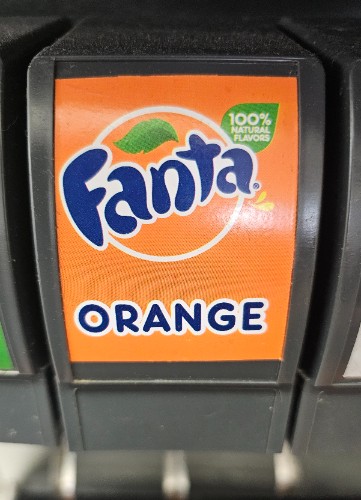 100%
NATURAL
FLAVORS
Fanta®
ORANGE